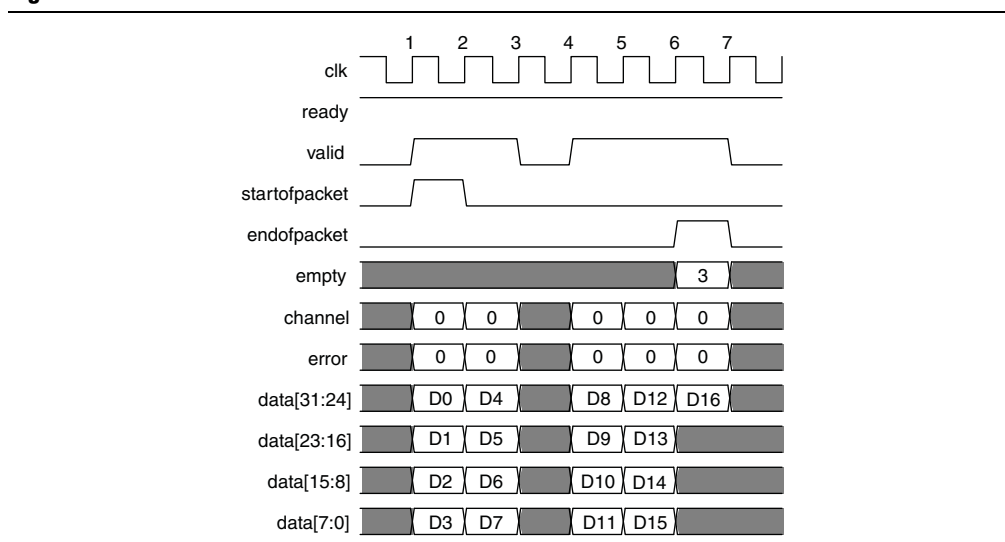 1 2 3 4 5 6 7
clk
ready
valid
startofpacket
endofpacket
empty 3
channel 0 0 0 0 0
error 0 0 0 0 0
data[31:24] D0 D4 D8 D12 D16
data[23:16] D1 D5 D9 D13
data[15:8] D2 D6 D10 D14
data[7:0] D3 D7 D11 D15